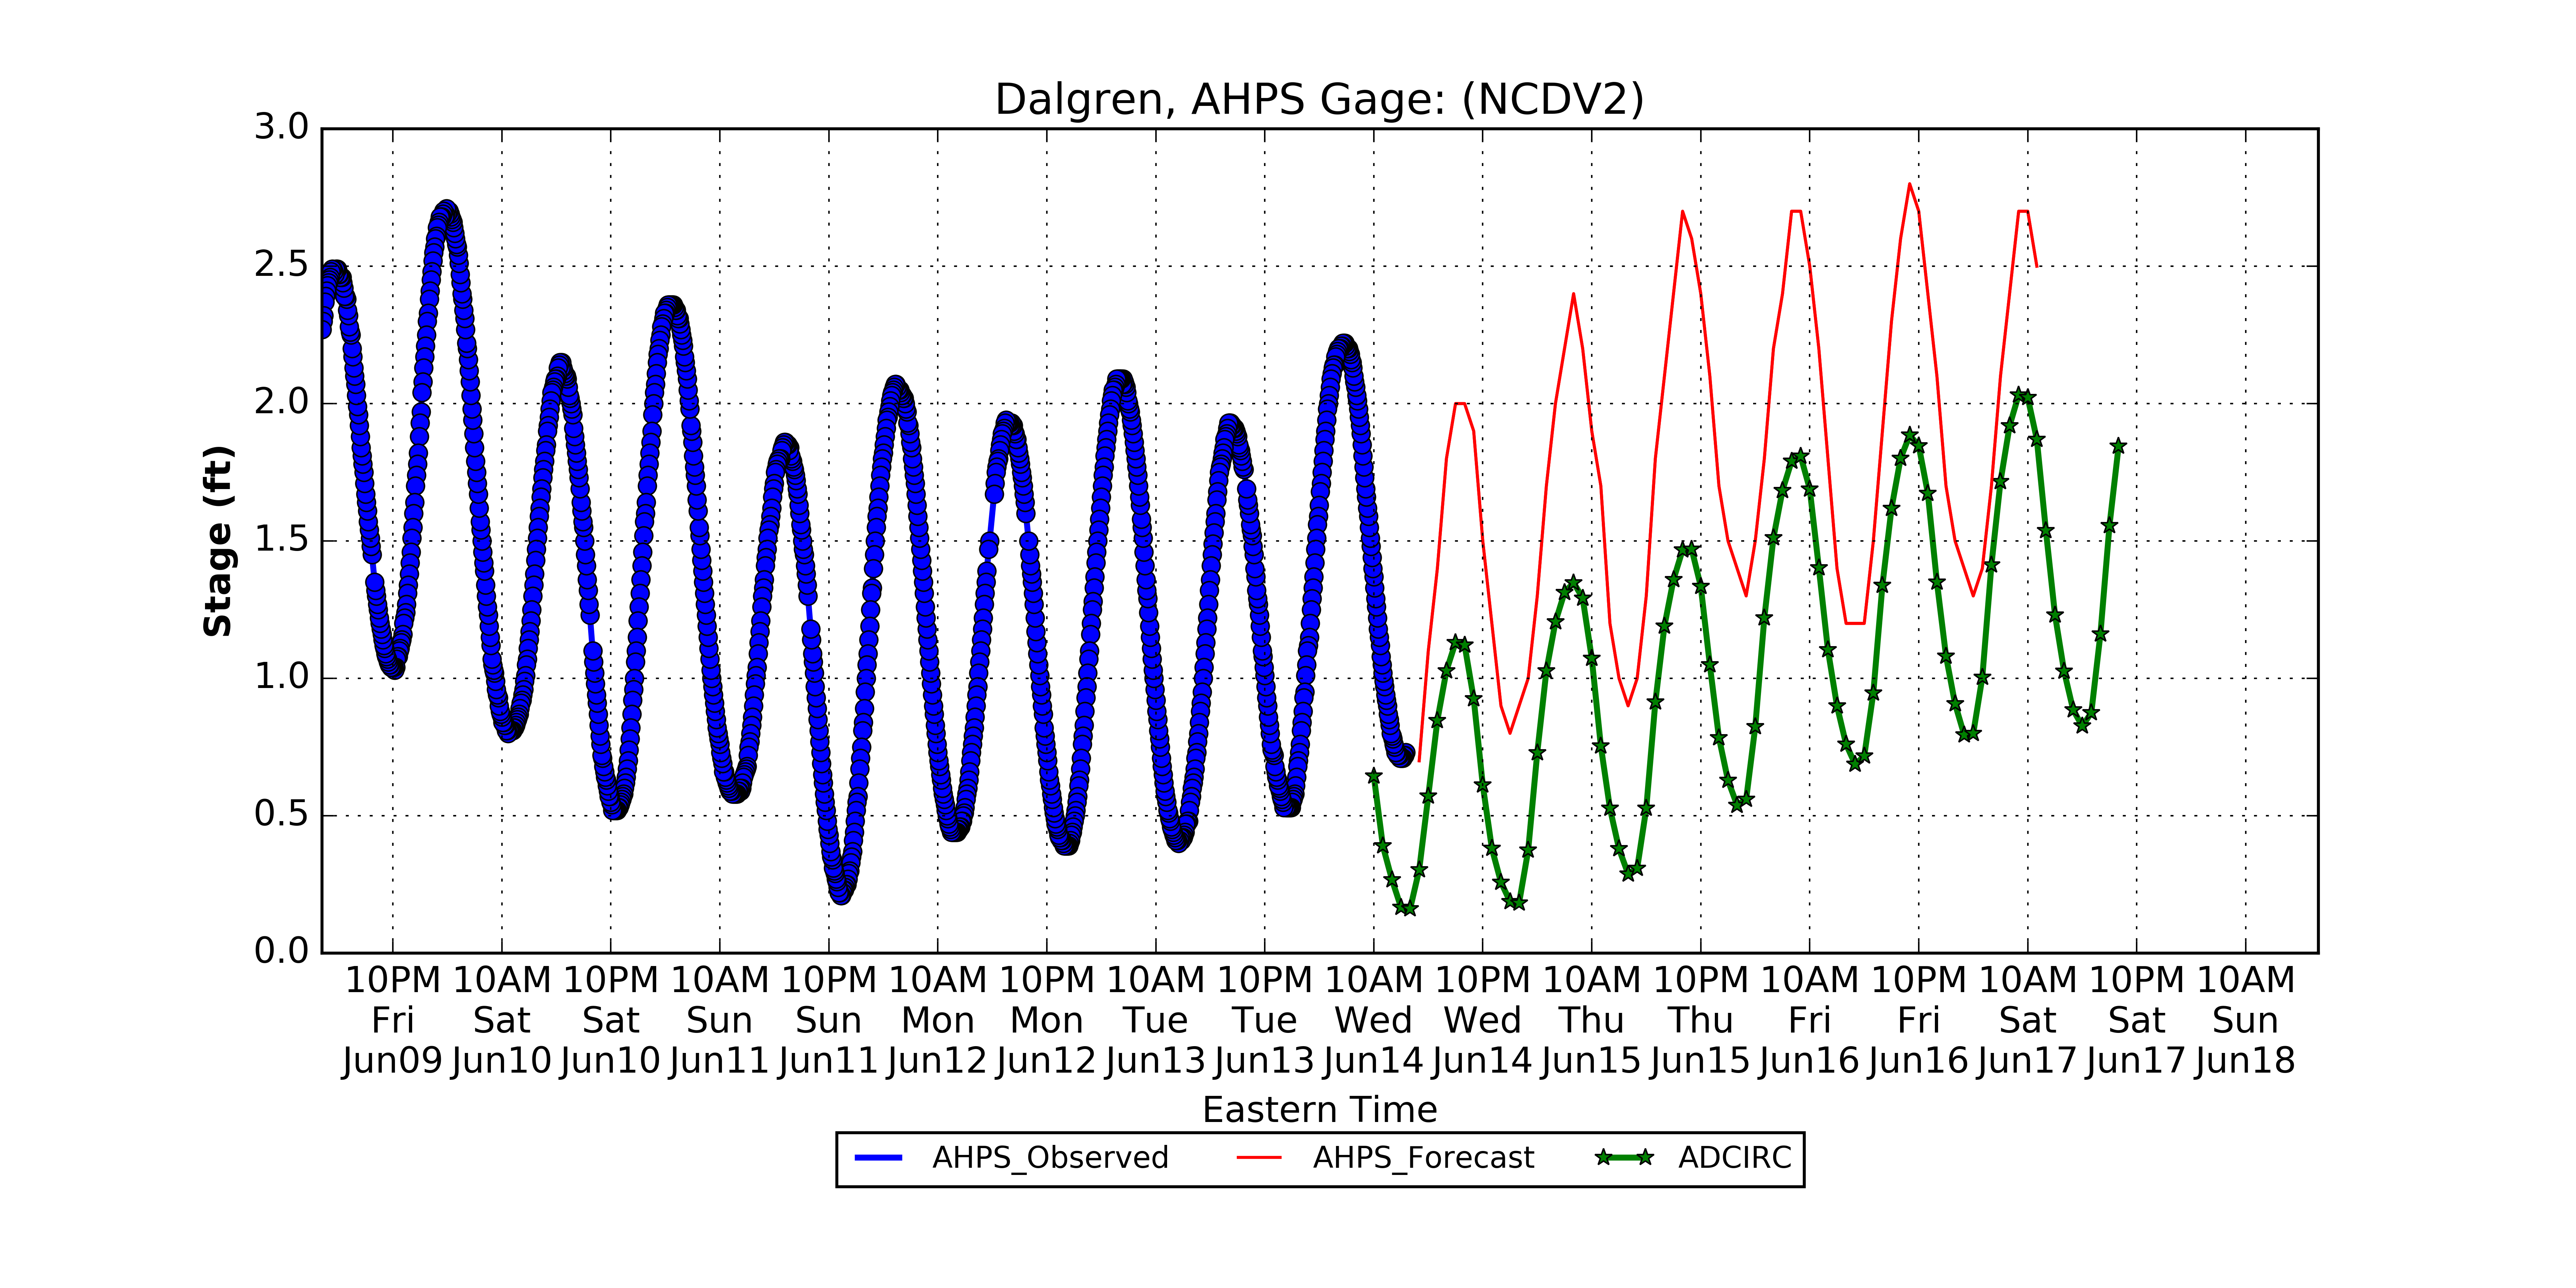 Dalgren, AHPS Gage: (NCDV2)
3.0
2.5
2.0
1.5
1.0
0.5
0.0
Stage (ft)
10PM 10AM 10PM 10AM 10PM 10AM 10PM 10AM 10PM 10AM 10PM 10AM 10PM 10AM 10PM 10AM 10PM 10AM
Fri Sat Sat Sun Sun Mon Mon Tue Tue Wed Wed Thu Thu Fri Fri Sat Sat Sun
Jun09 Jun10 Jun10 Jun11 Jun11 Jun12 Jun12 Jun13 Jun13 Jun14 Jun14 Jun15 Jun15 Jun16 Jun16 Jun17 Jun17 Jun18
Eastern Time
AHPS_Observed AHPS_Forecast ADCIRC